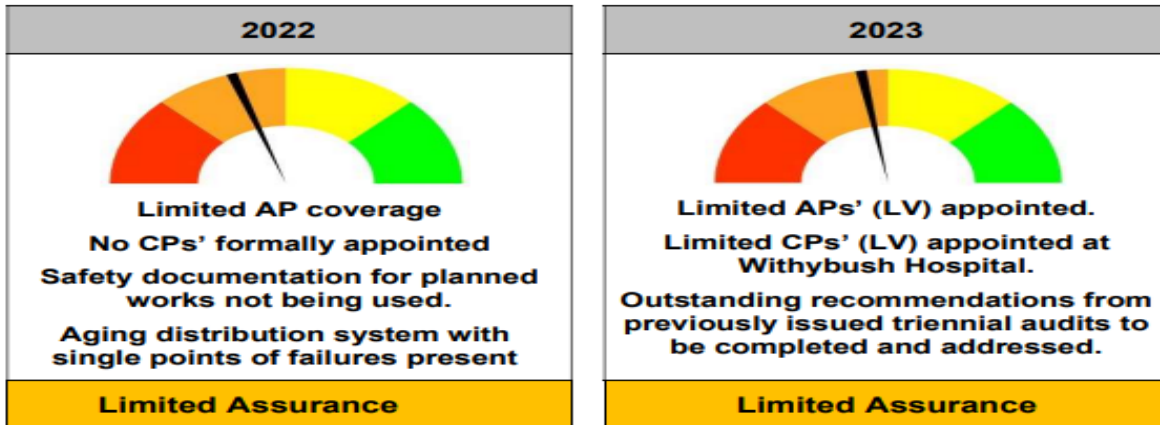 2022
Limited AP coverage
No CPs’ formally appointed
Safety documentation for planned
works not being used.
Aging distribution system with
single points of failures present
Limited Assurance
2023
Limited APs’ (LV) appointed.
Limited CPs’ (LV) appointed at
Withybush Hospital.
Outstanding recommendations from
previously issued triennial audits to
be completed and addressed.
Limited Assurance